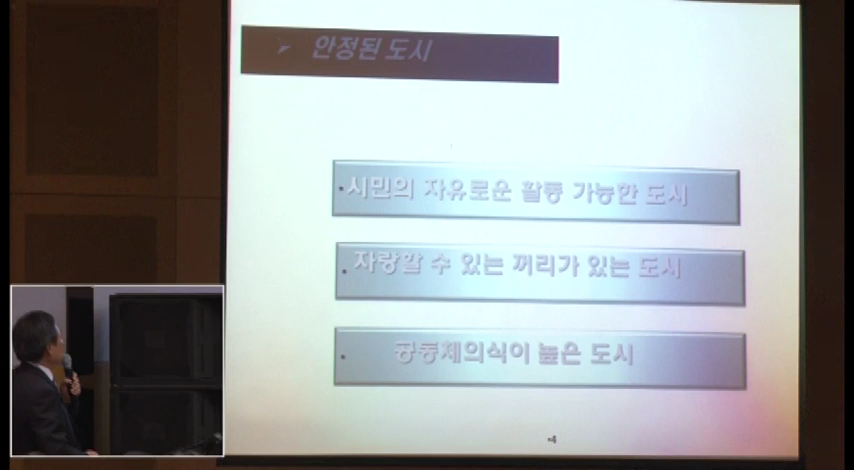 ➢ 안정된 도시
• 시민의 자유로운 활동 가능한 도시
• 자랑할 수 있는 꺼리가 있는 도시
• 공동체의식이 높은 도시
4